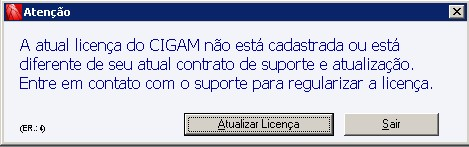 Atenção
A atual licença do CIGAM não está cadastrada ou está
diferente de seu atual contrato de suporte e atualização.
Entre em contato com o suporte para regularizar a licença.
(ER.: 4)
Atualizar Licença
Sair